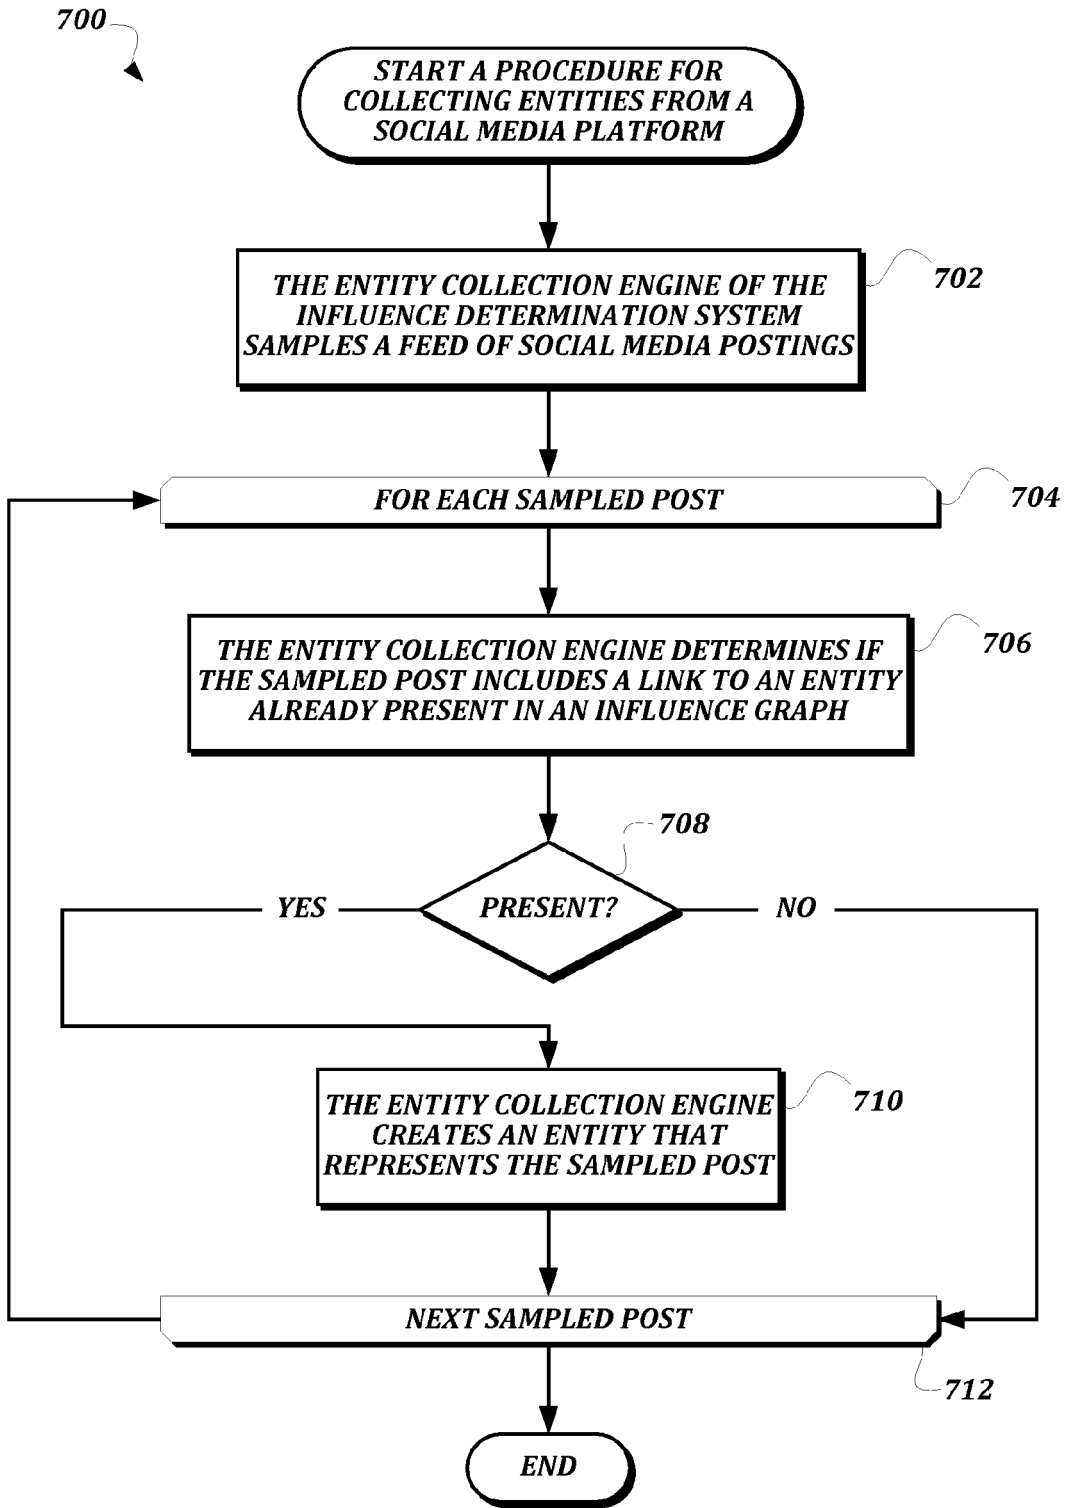 700
START A PROCEDURE FOR
COLLECTING ENTITIES FROM A
SOCIAL MEDIA PLATFORM
THE ENTITY COLLECTION ENGINE OF THE
INFLUENCE DETERMINATION SYSTEM
SAMPLES A FEED OF SOCIAL MEDIA POSTINGS
702
FOR EACH SAMPLED POST
704
THE ENTITY COLLECTION ENGINE DETERMINES IF
THE SAMPLED POST INCLUDES A LINK TO AN ENTITY
ALREADY PRESENT IN AN INFLUENCE GRAPH
706
708
YES
PRESENT?
NO
THE ENTITY COLLECTION ENGINE
CREATES AN ENTITY THAT
REPRESENTS THE SAMPLED POST
710
NEXT SAMPLED POST
712
END